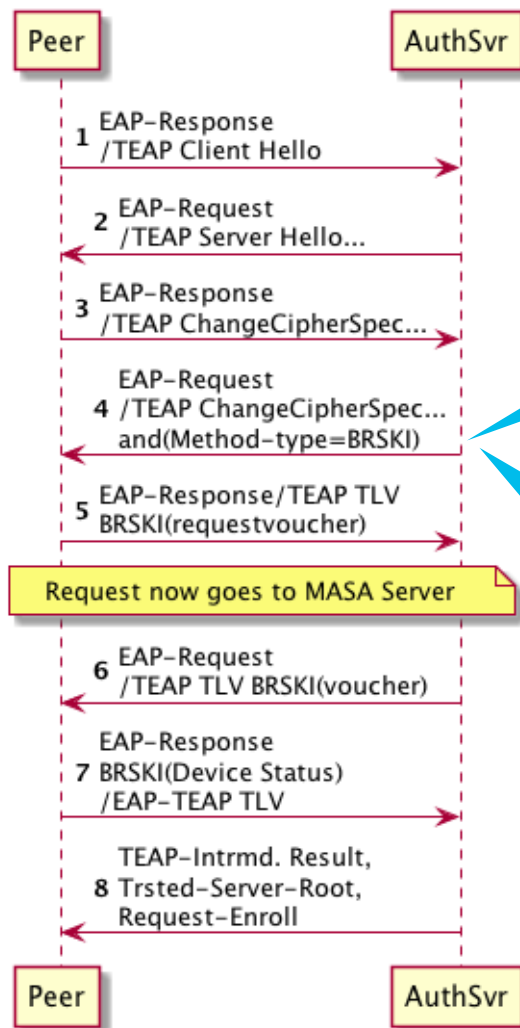 Peer AuthSvr
1 EAP-Response
/TEAP Client Hello
2 EAP-Request
/TEAP Server Hello...
3 EAP-Response
/TEAP ChangeCipherSpec...
EAP-Request
4 /TEAP ChangeCipherSpec...
and(Method-type=BRSKI)
5 EAP-Response/TEAP TLV
BRSKI(requestvoucher)
Request now goes to MASA Server
6 EAP-Request
/TEAP TLV BRSKI(voucher)
EAP-Response
7 BRSKI(Device Status)
/EAP-TEAP TLV
TEAP-Intrmd. Result,
8 Trsted-Server-Root,
Request-Enroll
Peer AuthSvr